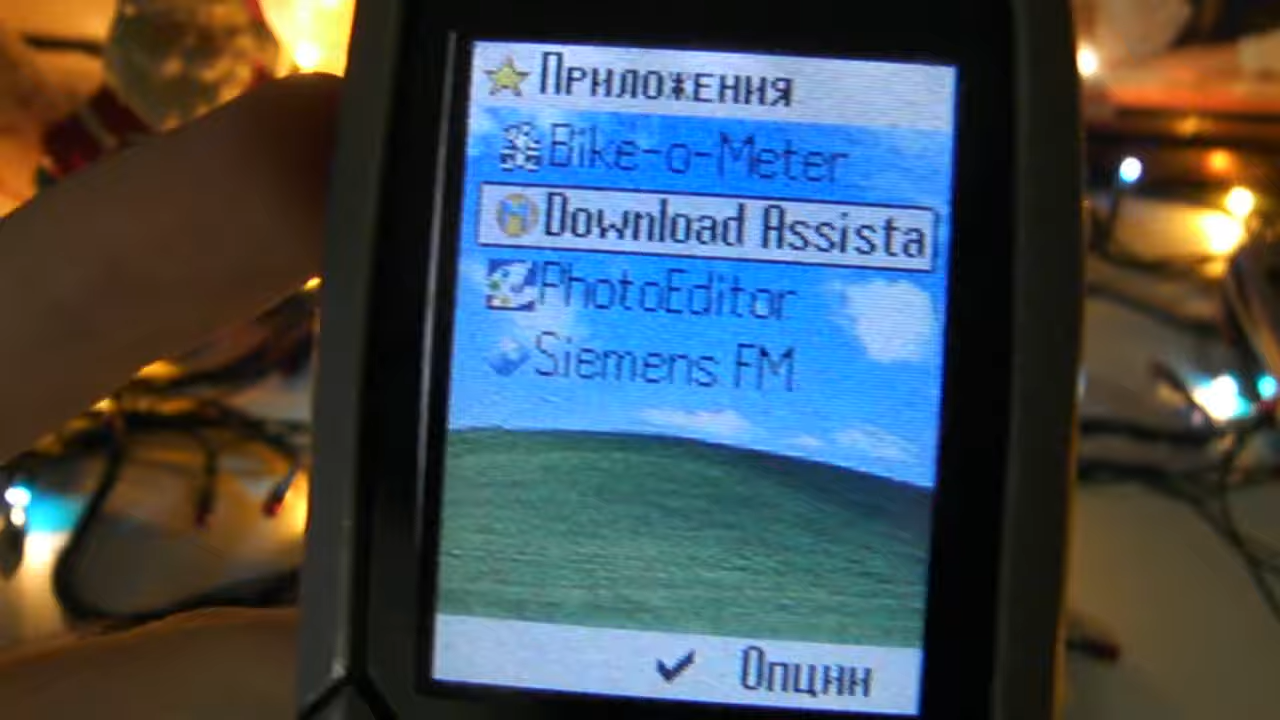 Приложения
Bike-o-Meter
Download Assista
PhotoEditor
Siemens FM
Опции